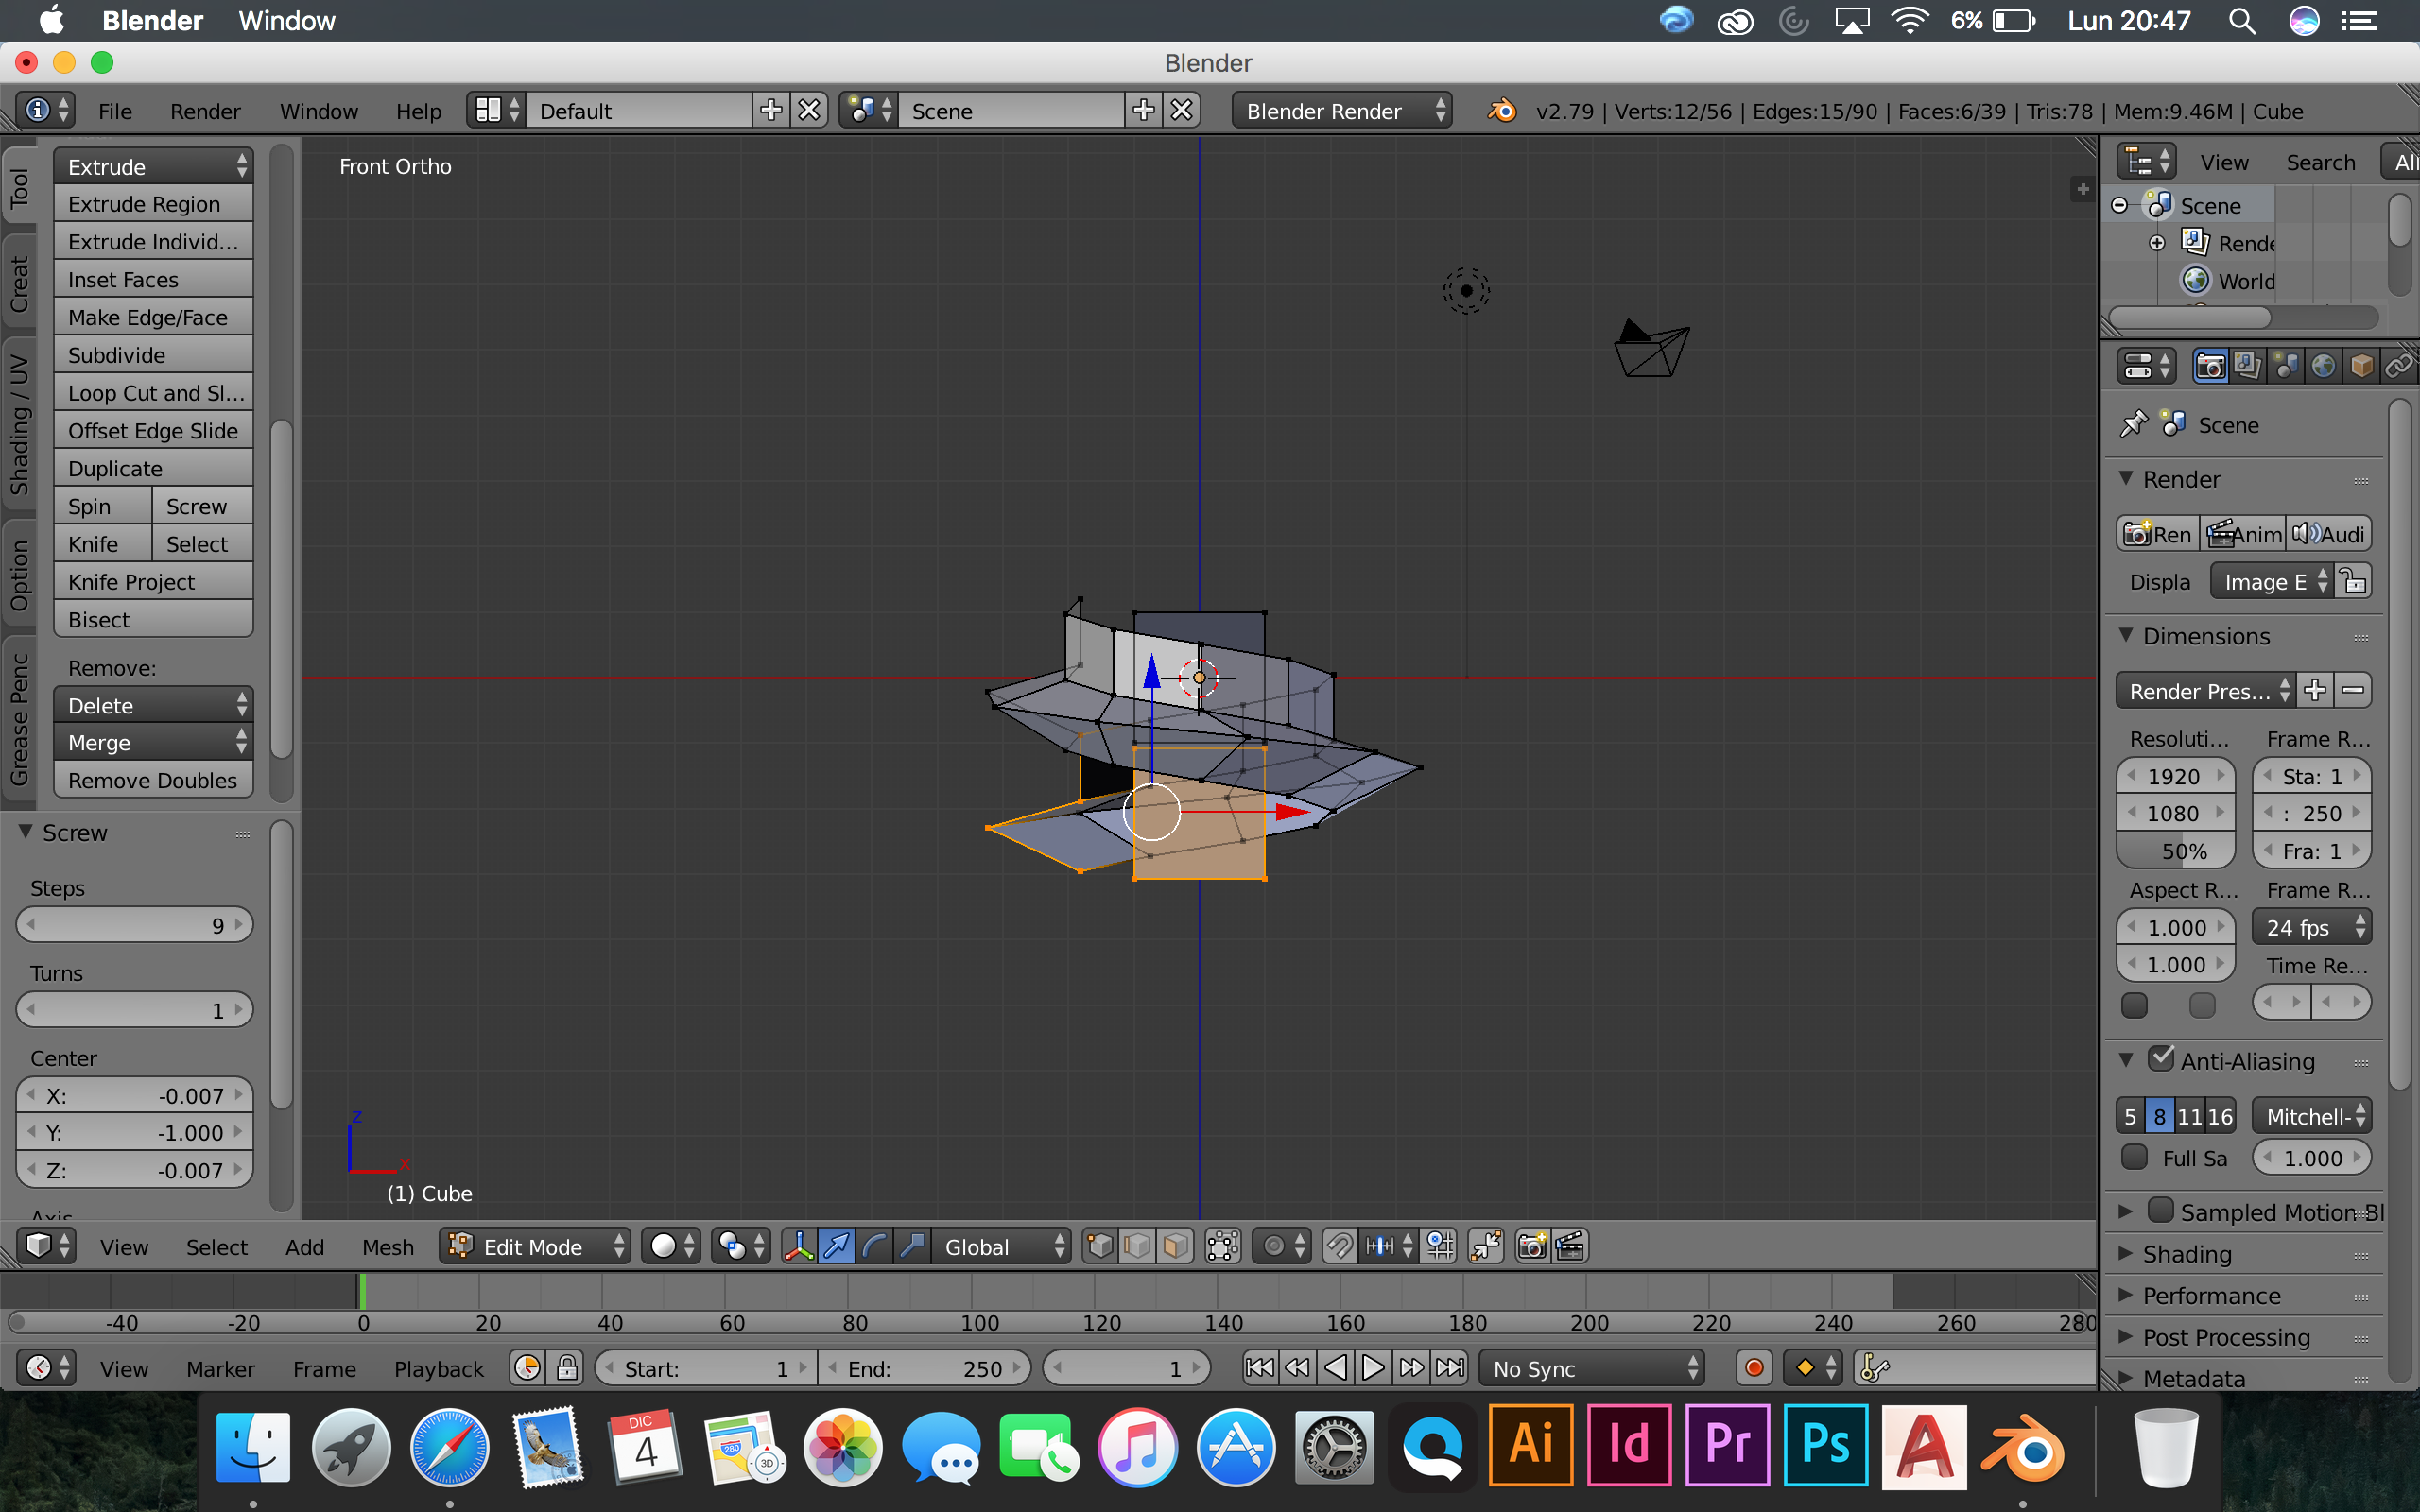 Blender Window 6% Lun 20:47
Blender
File Render Window Help Default Scene Blender Render v2.79 | Verts:12/56 | Edges:15/90 | Faces:6/39 | Tris:78 | Mem:9.46M | Cube
Tool
Creat
Shading / UV
Option
Grease Penc
Extrude
Extrude Region
Extrude Individ...
Inset Faces
Make Edge/Face
Subdivide
Loop Cut and Sl...
Offset Edge Slide
Duplicate
Spin Screw
Knife Select
Knife Project
Bisect
Remove:
Delete
Merge
Remove Doubles
Screw
Steps
9
Turns
1
Center
X: -0.007
Y: -1.000
Z: -0.007
Axis
Front Ortho
z
x
(1) Cube
View Search All
Scene
Rende
World
Scene
Render
Ren Anim Audi
Displa Image E
Dimensions
Render Pres...
Resoluti... Frame R...
1920 Sta: 1
1080 : 250
50% Fra: 1
Aspect R... Frame R...
1.000 24 fps
1.000 Time Re...
Anti-Aliasing
5 8 11 16 Mitchell-
Full Sa 1.000
Sampled Motion Bl
Shading
Performance
Post Processing
Metadata
View Select Add Mesh Edit Mode Global
-40 -20 0 20 40 60 80 100 120 140 160 180 200 220 240 260 280
View Marker Frame Playback Start: 1 End: 250 1 No Sync
DIC
4
280
3D
Ai Id Pr Ps